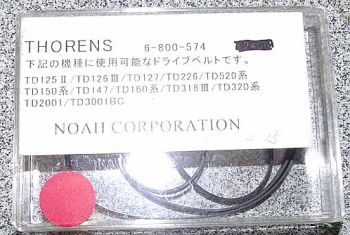 THORENS 6-800-574
下記の機種に使用可能なドライブベルトです。
TD125Ⅱ/TD126Ⅲ/TD127/TD226/TD520系
TD150系/TD147/TD160系/TD318Ⅲ/TD320系
TD2001/TD3001BC
NOAH CORPORATION